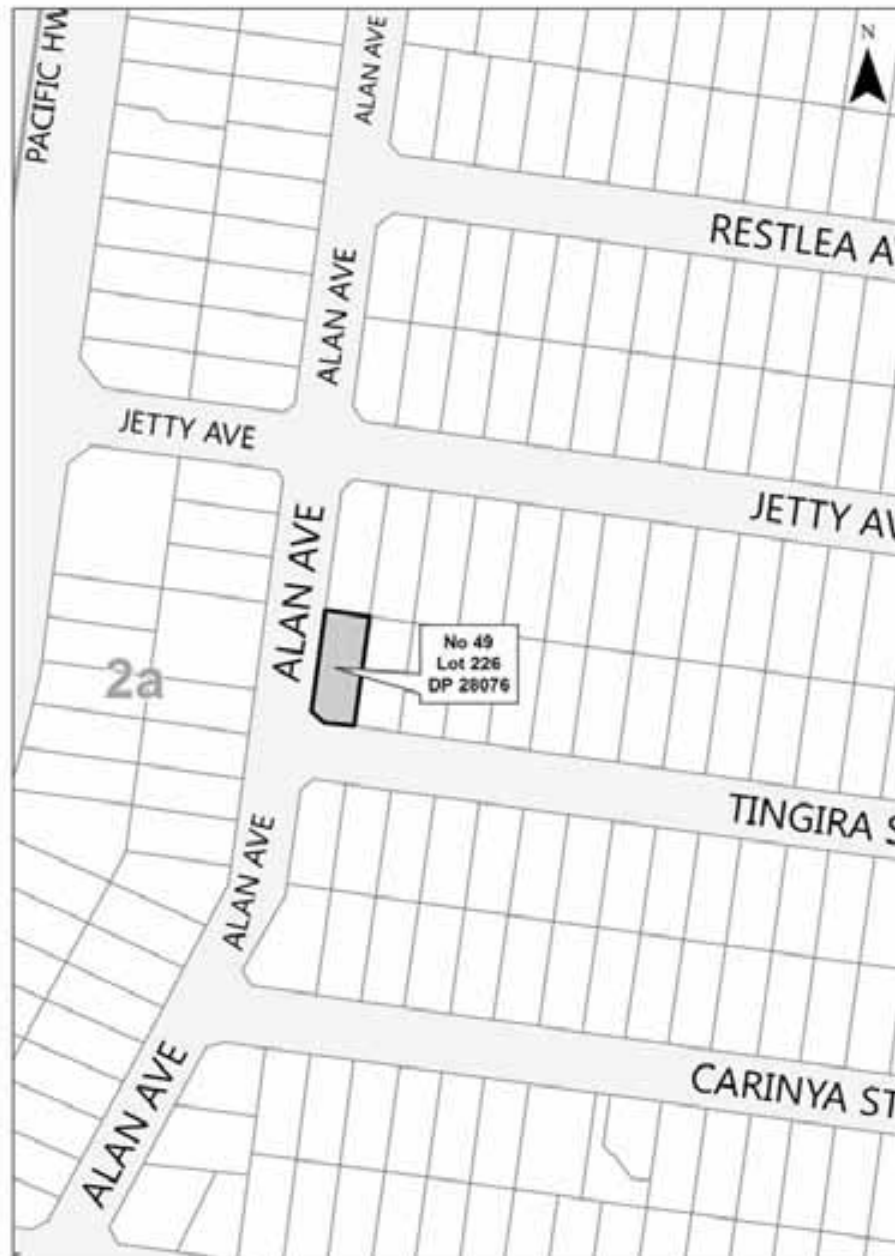 PACIFIC HW
ALAN AVE
N
RESTLEA A
ALAN AVE
JETTY AVE
JETTY AV
ALAN AVE
No 49
Lot 226
DP 28076
2a
TINGIRA S
ALAN AVE
CARINYA ST
ALAN AVE